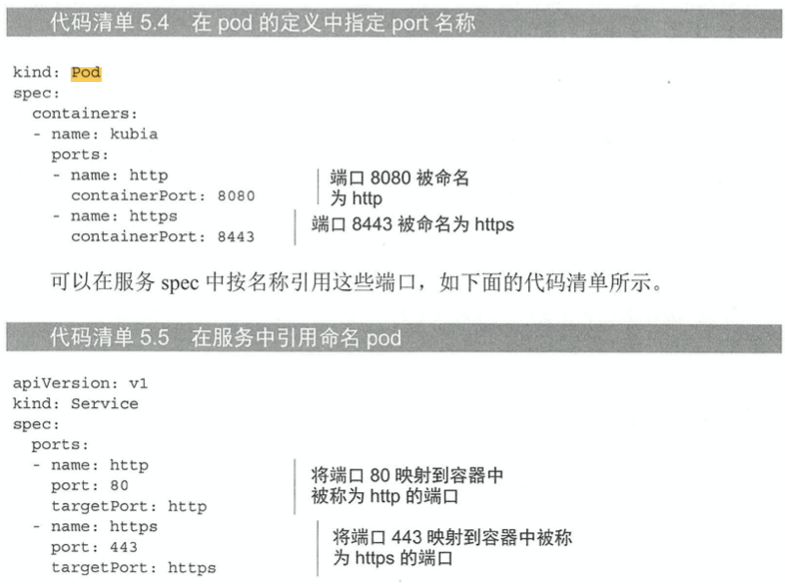 代码清单 5.4 在 pod 的定义中指定 port 名称
kind: Pod
spec:
  containers:
  - name: kubia
    ports:
    - name: http
      containerPort: 8080
    - name: https
      containerPort: 8443
端口 8080 被命名
为 http
端口 8443 被命名为 https
可以在服务 spec 中按名称引用这些端口，如下面的代码清单所示。
代码清单 5.5 在服务中引用命名 pod
apiVersion: v1
kind: Service
spec:
  ports:
  - name: http
    port: 80
    targetPort: http
  - name: https
    port: 443
    targetPort: https
将端口 80 映射到容器中
被称为 http 的端口
将端口 443 映射到容器中被称
为 https 的端口